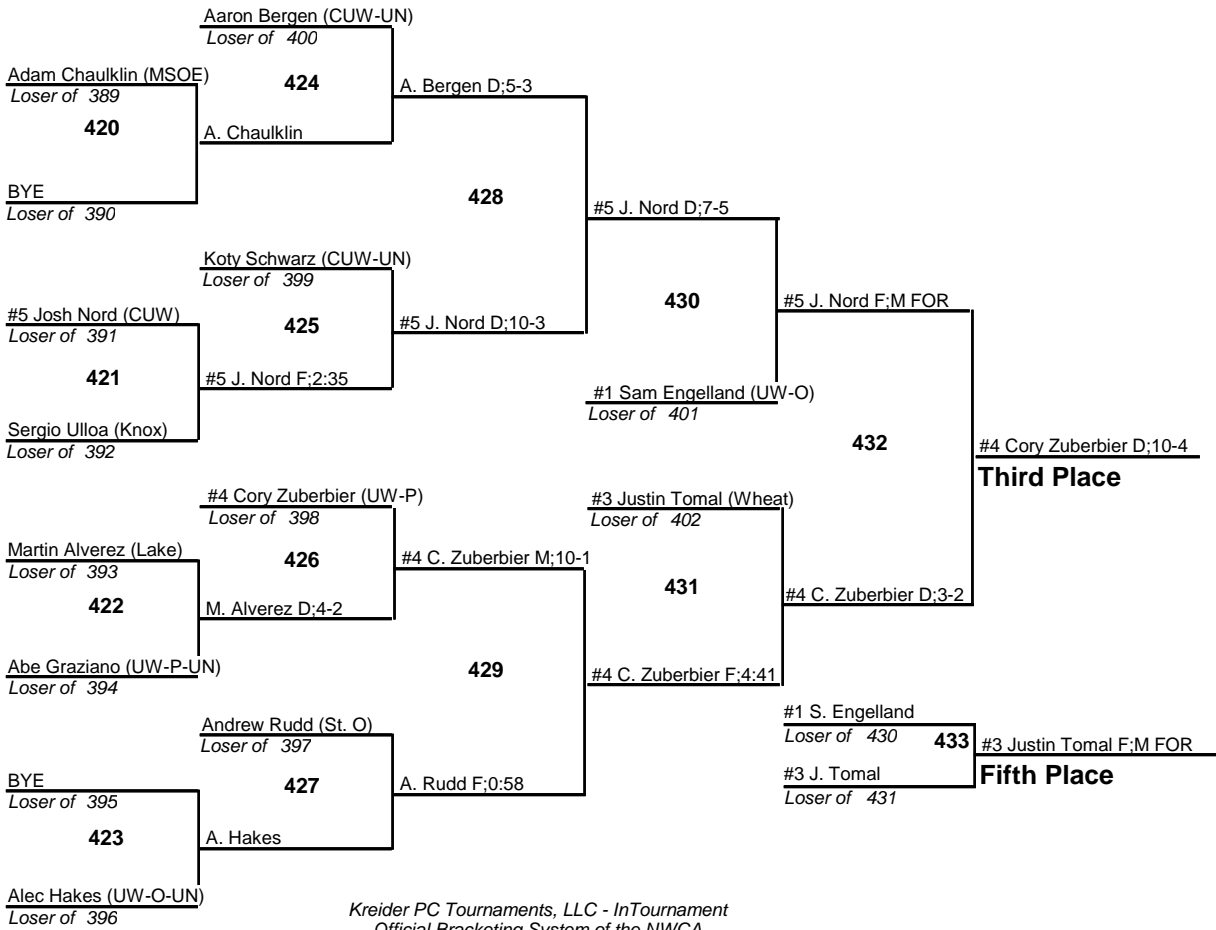 Aaron Bergen (CUW-UN)
Loser of 400
Adam Chaulklin (MSOE)
Loser of 389
424
A. Bergen D;5-3
420
A. Chaulklin
BYE
Loser of 390
428
#5 J. Nord D;7-5
Koty Schwarz (CUW-UN)
Loser of 399
#5 Josh Nord (CUW)
Loser of 391
425
#5 J. Nord D;10-3
430
#5 J. Nord F;M FOR
421
#5 J. Nord F;2:35
#1 Sam Engelland (UW-O)
Loser of 401
Sergio Ulloa (Knox)
Loser of 392
432
#4 Cory Zuberbier D;10-4
Third Place
#4 Cory Zuberbier (UW-P)
Loser of 398
#3 Justin Tomal (Wheat)
Loser of 402
Martin Alverez (Lake)
Loser of 393
426
#4 C. Zuberbier M;10-1
431
#4 C. Zuberbier D;3-2
422
M. Alverez D;4-2
Abe Graziano (UW-P-UN)
Loser of 394
429
#4 C. Zuberbier F;4:41
Andrew Rudd (St. O)
Loser of 397
#1 S. Engelland
Loser of 430
433
#3 Justin Tomal F;M FOR
Fifth Place
#3 J. Tomal
Loser of 431
BYE
Loser of 395
427
A. Rudd F;0:58
423
A. Hakes
Alec Hakes (UW-O-UN)
Loser of 396
Kreider PC Tournaments, LLC - InTournament
Official Bracketing System of the NWCA